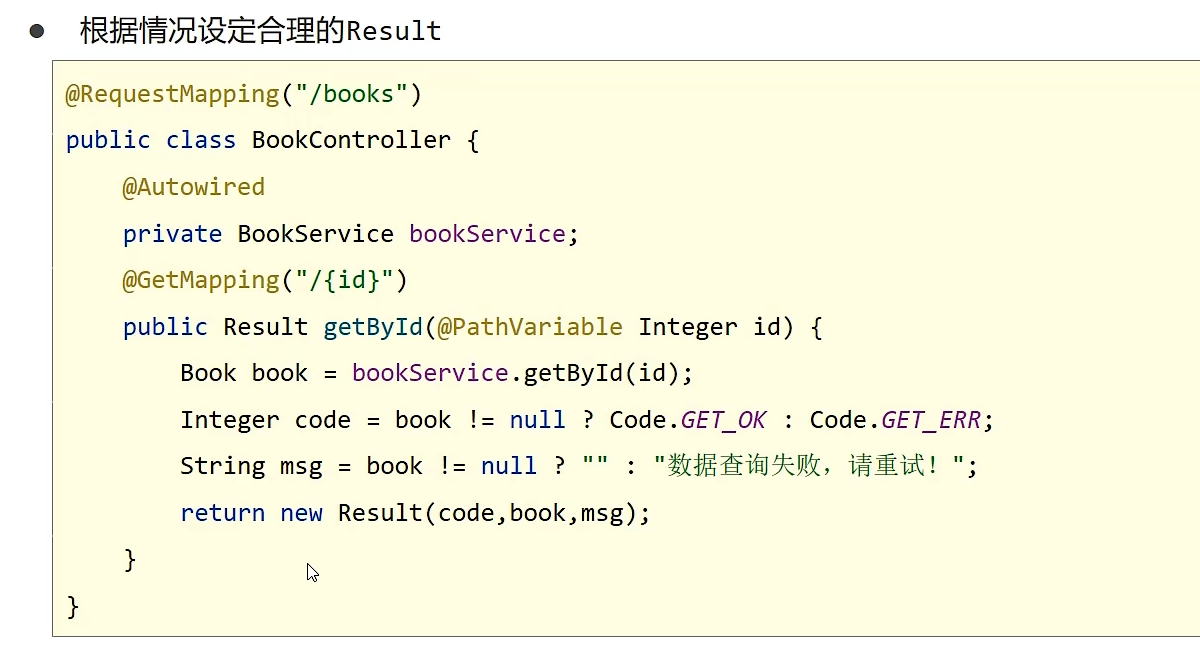 ● 根据情况设定合理的Result
@RequestMapping("/books")
public class BookController {
    @Autowired
    private BookService bookService;
    @GetMapping("/{id}")
    public Result getById(@PathVariable Integer id) {
        Book book = bookService.getById(id);
        Integer code = book != null ? Code.GET_OK : Code.GET_ERR;
        String msg = book != null ? "" : "数据查询失败，请重试！";
        return new Result(code,book,msg);
    }
}